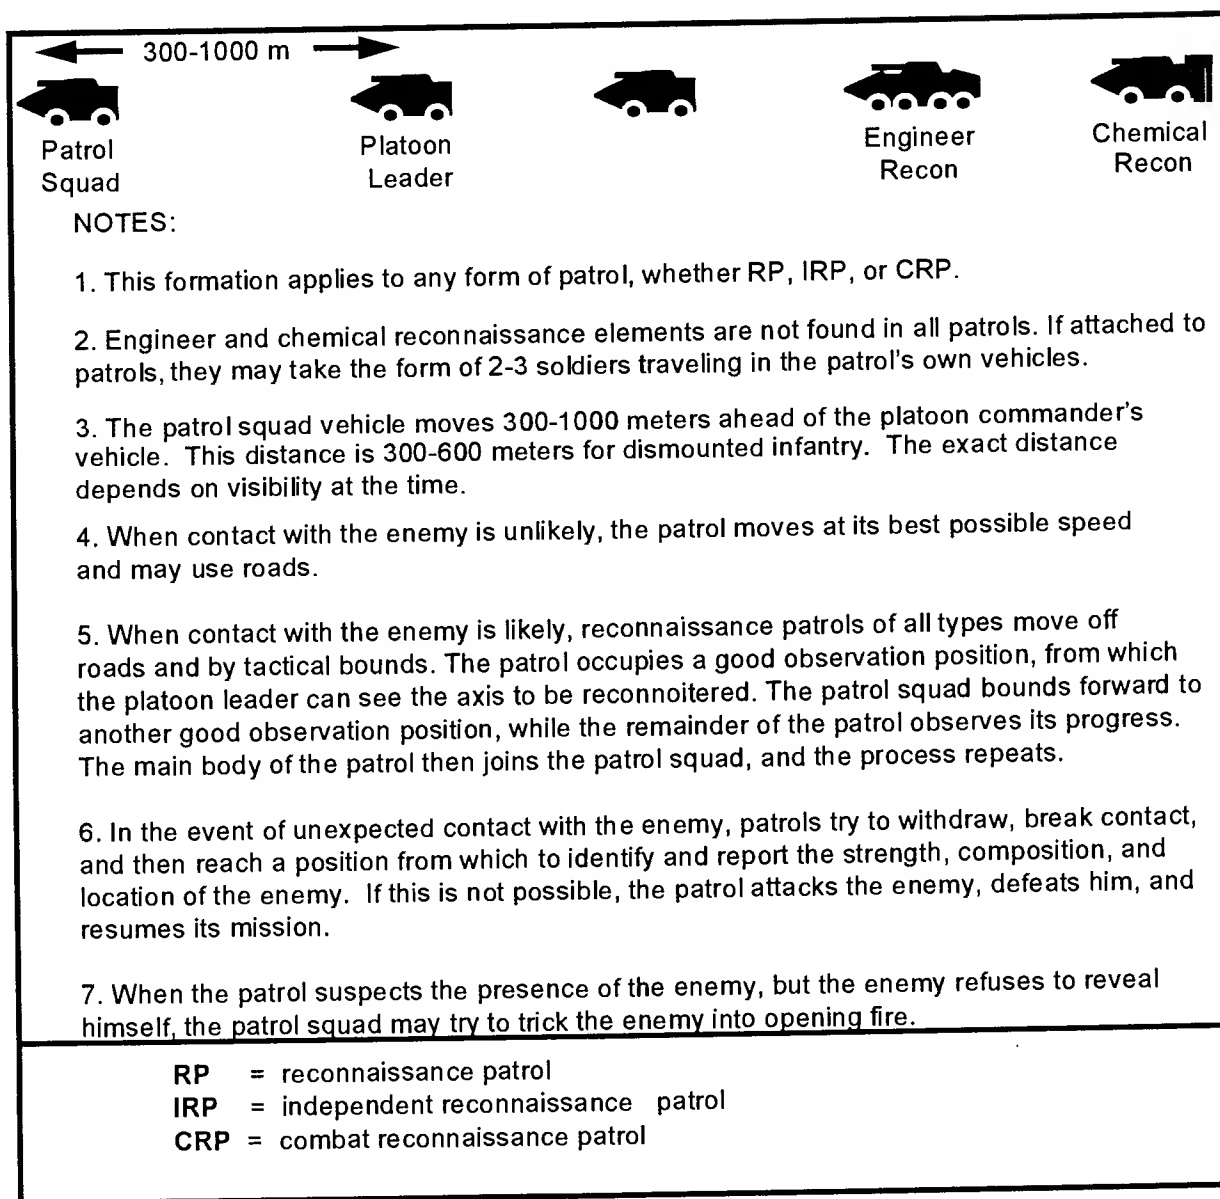 300-1000 m
Patrol
Squad
Platoon
Leader
Engineer
Recon
Chemical
Recon
NOTES:
1. This formation applies to any form of patrol, whether RP, IRP, or CRP.
2. Engineer and chemical reconnaissance elements are not found in all patrols. If attached to
patrols, they may take the form of 2-3 soldiers traveling in the patrol's own vehicles.
3. The patrol squad vehicle moves 300-1000 meters ahead of the platoon commander's
vehicle. This distance is 300-600 meters for dismounted infantry. The exact distance
depends on visibility at the time.
4. When contact with the enemy is unlikely, the patrol moves at its best possible speed
and may use roads.
5. When contact with the enemy is likely, reconnaissance patrols of all types move off
roads and by tactical bounds. The patrol occupies a good observation position, from which
the platoon leader can see the axis to be reconnoitered. The patrol squad bounds forward to
another good observation position, while the remainder of the patrol observes its progress.
The main body of the patrol then joins the patrol squad, and the process repeats.
6. In the event of unexpected contact with the enemy, patrols try to withdraw, break contact,
and then reach a position from which to identify and report the strength, composition, and
location of the enemy. If this is not possible, the patrol attacks the enemy, defeats him, and
resumes its mission.
7. When the patrol suspects the presence of the enemy, but the enemy refuses to reveal
himself, the patrol squad may try to trick the enemy into opening fire.
RP = reconnaissance patrol
IRP = independent reconnaissance patrol
CRP = combat reconnaissance patrol